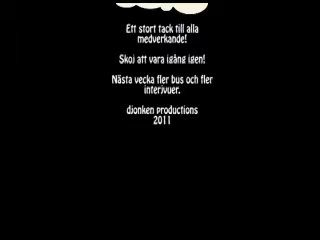 Ett stort tack till alla
medverkande!
Skoj att vara igång igen!
Nästa vecka fler bus och fler
intervjuer.
djonken productions
2011